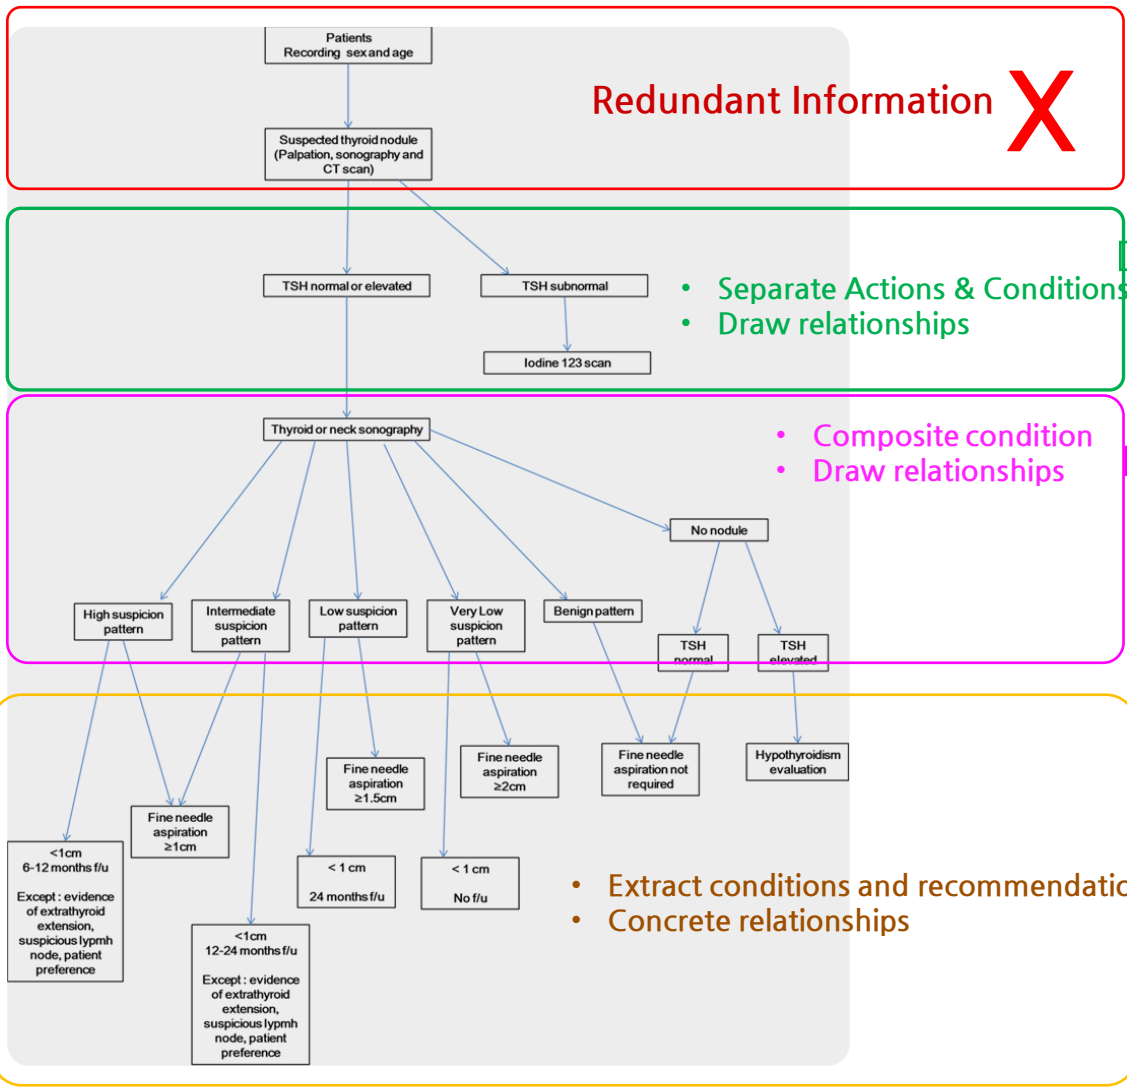 Patients
Recording sex and age
Redundant Information X
Suspected thyroid nodule
(Palpation, sonography and
CT scan)
TSH normal or elevated
TSH subnormal
• Separate Actions & Conditions
• Draw relationships
Iodine 123 scan
Thyroid or neck sonography
• Composite condition
• Draw relationships
No nodule
High suspicion
pattern
Intermediate
suspicion
pattern
Low suspicion
pattern
Very Low
suspicion
pattern
Benign pattern
TSH
normal
TSH
elevated
Fine needle
aspiration
≥1.5cm
Fine needle
aspiration
≥2cm
Fine needle
aspiration not
required
Hypothyroidism
evaluation
Fine needle
aspiration
≥1cm
<1cm
6-12 months f/u
Except : evidence
of extrathyroid
extension,
suspicious lypmh
node, patient
preference
< 1 cm
24 months f/u
< 1 cm
No f/u
• Extract conditions and recommendatio
• Concrete relationships
<1cm
12-24 months f/u
Except : evidence
of extrathyroid
extension,
suspicious lypmh
node, patient
preference